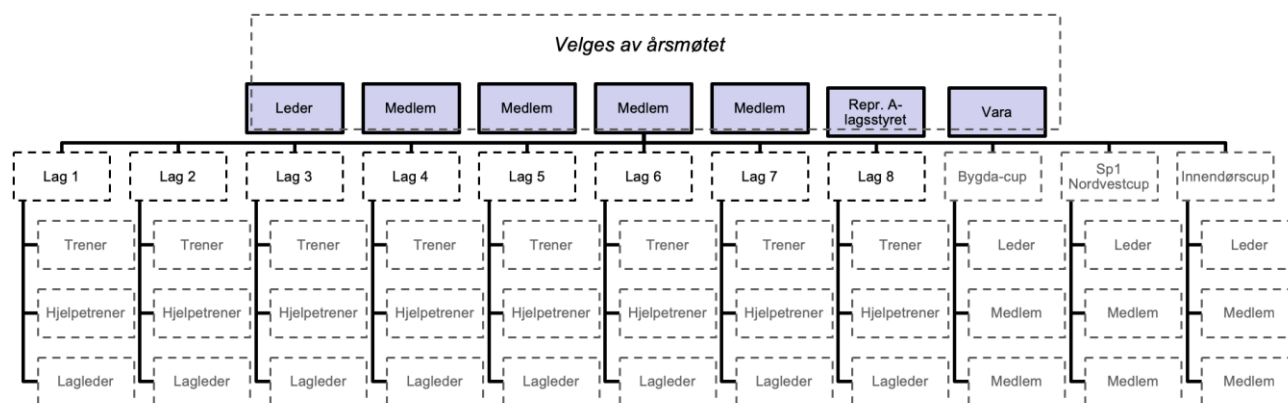 Velges av årsmøtet
Leder
Medlem
Medlem
Medlem
Medlem
Repr. A-
lagsstyret
Vara
Lag 1
Lag 2
Lag 3
Lag 4
Lag 5
Lag 6
Lag 7
Lag 8
Bygda-cup
Sp1
Nordvestcup
Innendørscup
Trener
Trener
Trener
Trener
Trener
Trener
Trener
Trener
Leder
Leder
Leder
Hjelpetrener
Hjelpetrener
Hjelpetrener
Hjelpetrener
Hjelpetrener
Hjelpetrener
Hjelpetrener
Hjelpetrener
Medlem
Medlem
Medlem
Lagleder
Lagleder
Lagleder
Lagleder
Lagleder
Lagleder
Lagleder
Lagleder
Medlem
Medlem
Medlem